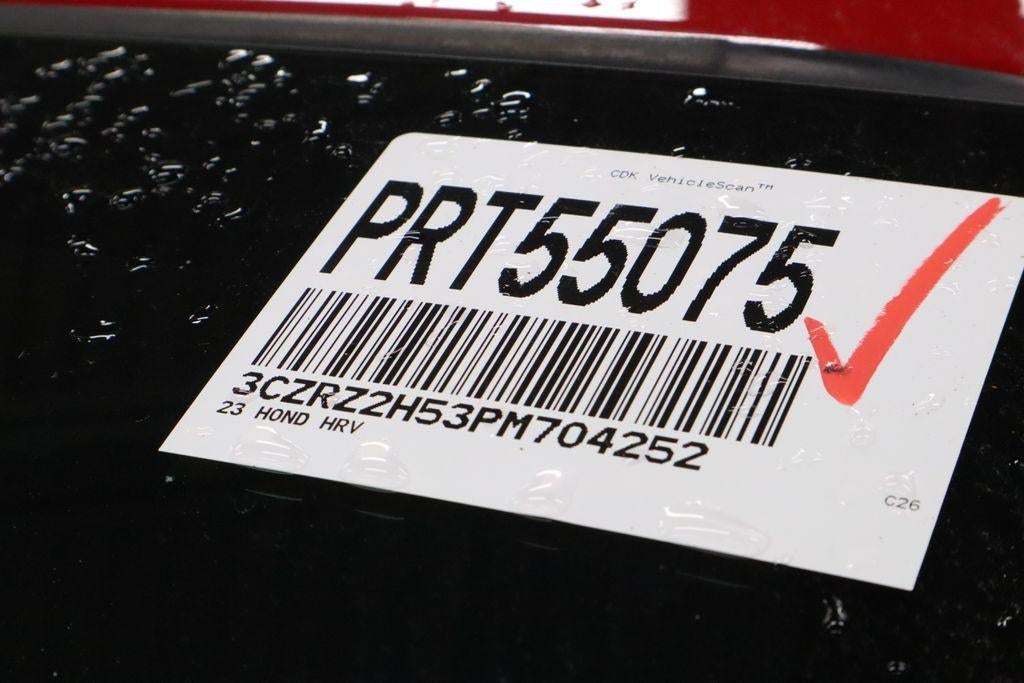 CDK VehicleScan™
PRT55075
3CZRZ2H53PM704252
23 HOND HRV
C26